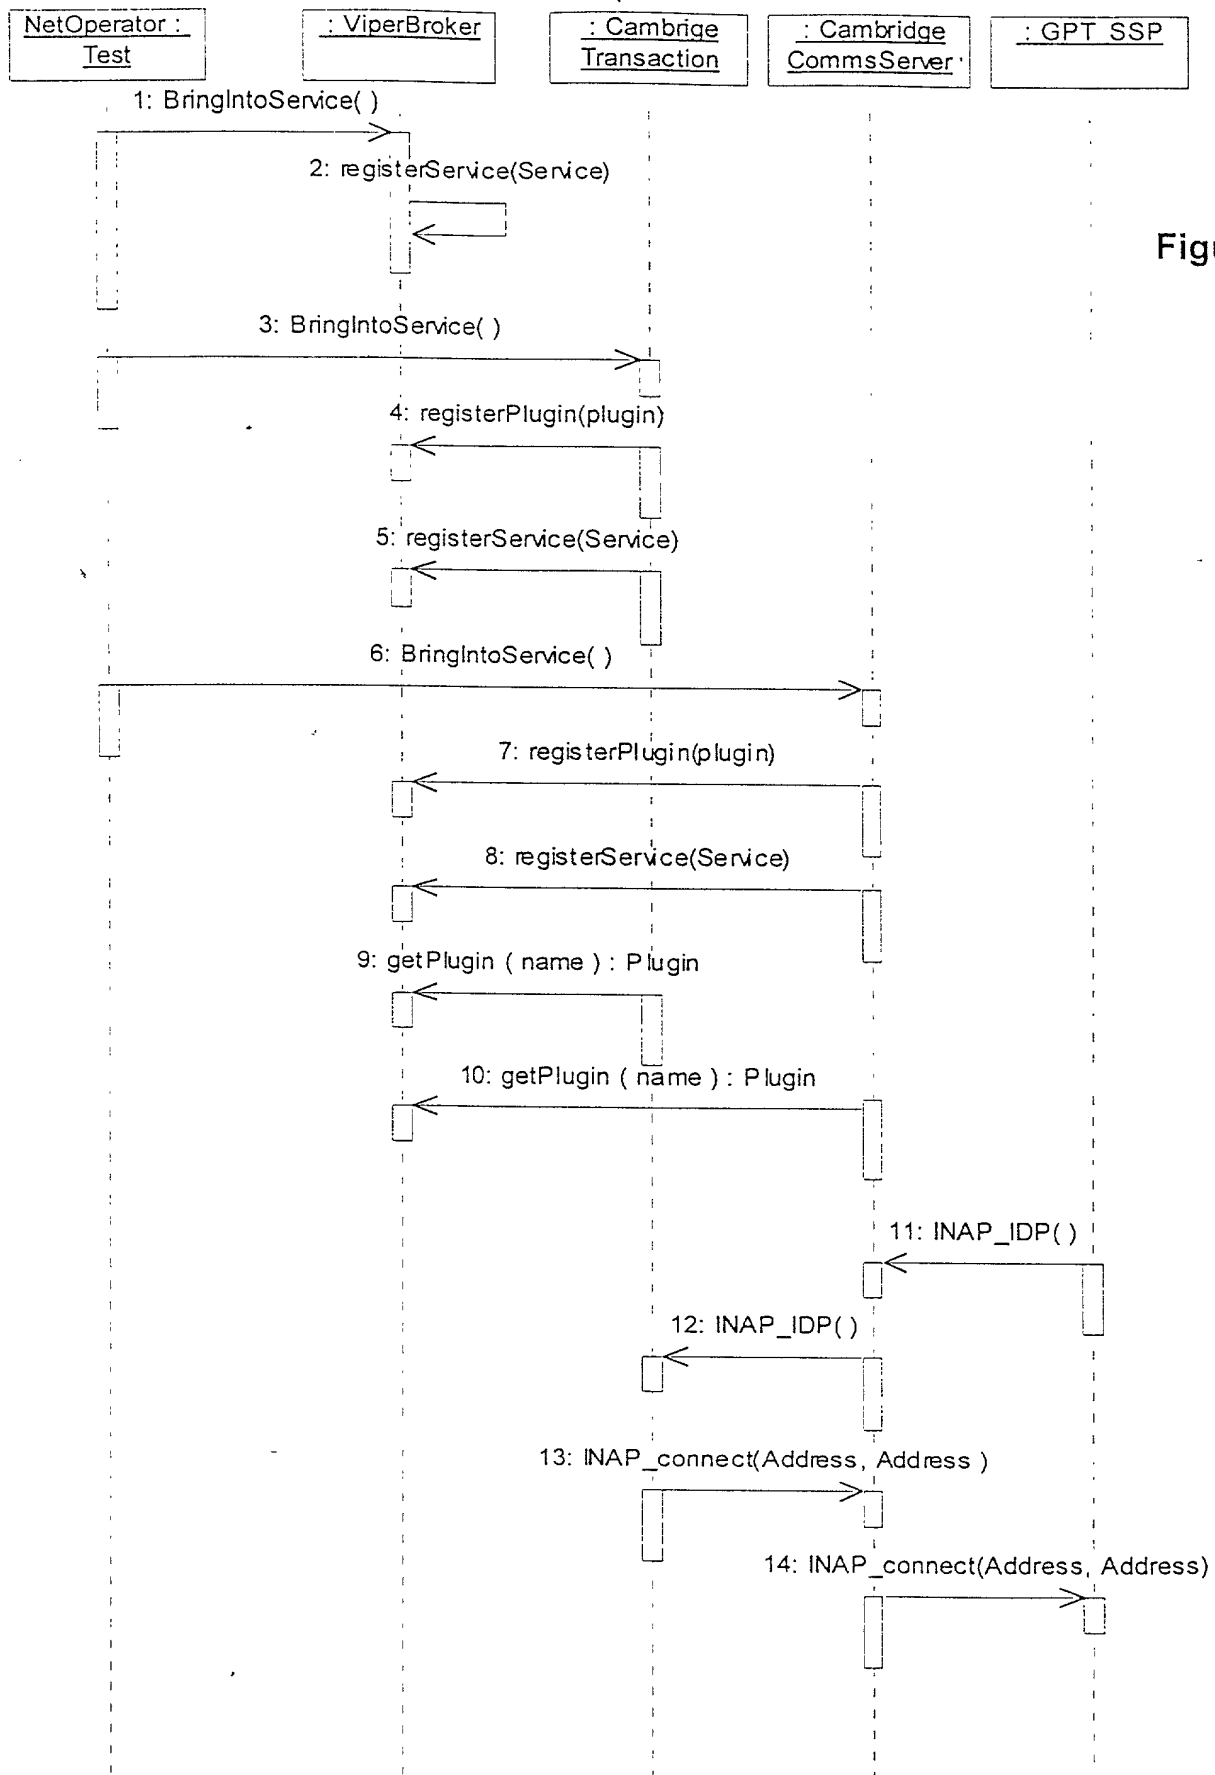 NetOperator :
Test
: ViperBroker
: Cambrige
Transaction
: Cambridge
CommsServer
: GPT SSP
1: BringIntoService( )
2: registerService(Service)
3: BringIntoService( )
4: registerPlugin(plugin)
5: registerService(Service)
6: BringIntoService( )
7: registerPlugin(plugin)
8: registerService(Service)
9: getPlugin ( name ) : Plugin
10: getPlugin ( name ) : Plugin
11: INAP_IDP( )
12: INAP_IDP( )
13: INAP_connect(Address, Address )
14: INAP_connect(Address, Address)